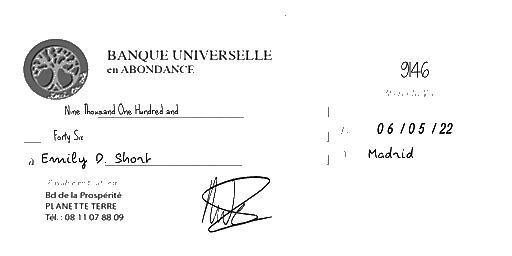 BANQUE UNIVERSELLE
en ABONDANCE
9146
Nine Thousand One Hundred and
Forty Six
06/05/22
à Emily D. Short
Madrid
Bd de la Prospérité
PLANETTE TERRE
Tél. : 08 11 07 88 09